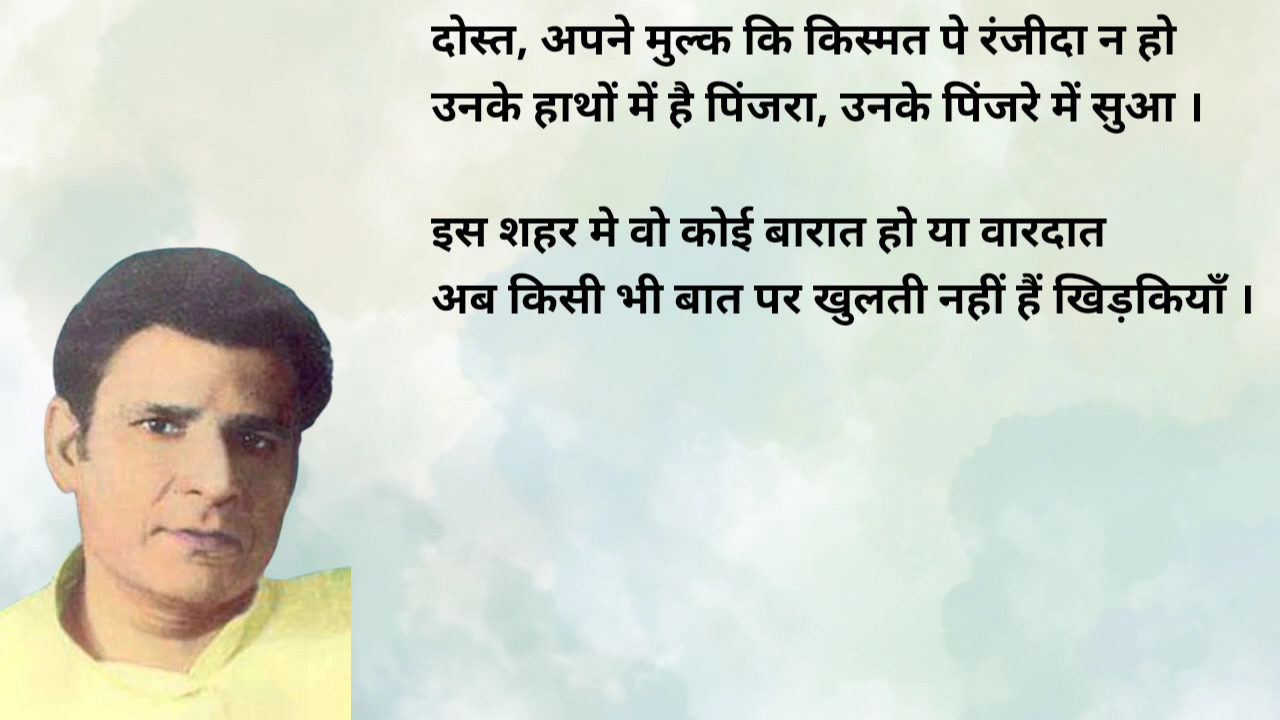 दोस्त, अपने मुल्क कि किस्मत पे रंजीदा न हो
उनके हाथों में है पिंजरा, उनके पिंजरे में सुआ ।
इस शहर मे वो कोई बारात हो या वारदात
अब किसी भी बात पर खुलती नहीं हैं खिड़कियाँ ।